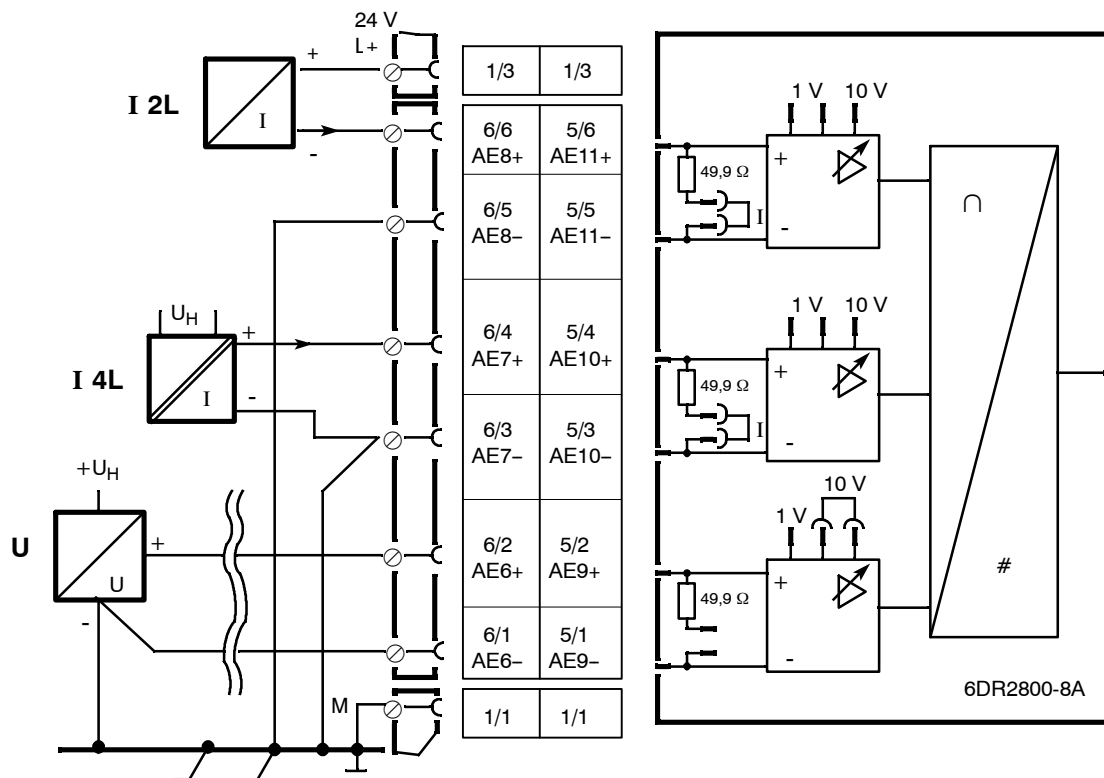 24 V
L+
+
I 2L
I
-
1/3 1/3
6/6 5/6
AE8+ AE11+
6/5 5/5
AE8– AE11–
UH
+
I 4L
I
-
6/4 5/4
AE7+ AE10+
6/3 5/3
AE7– AE10–
+UH
U
+
U
-
6/2 5/2
AE6+ AE9+
6/1 5/1
AE6– AE9–
M
1/1 1/1
1 V 10 V
+
49,9 Ω
I
-
1 V 10 V
+
49,9 Ω
I
-
10 V
1 V
+
49,9 Ω
-
∩
#
6DR2800-8A